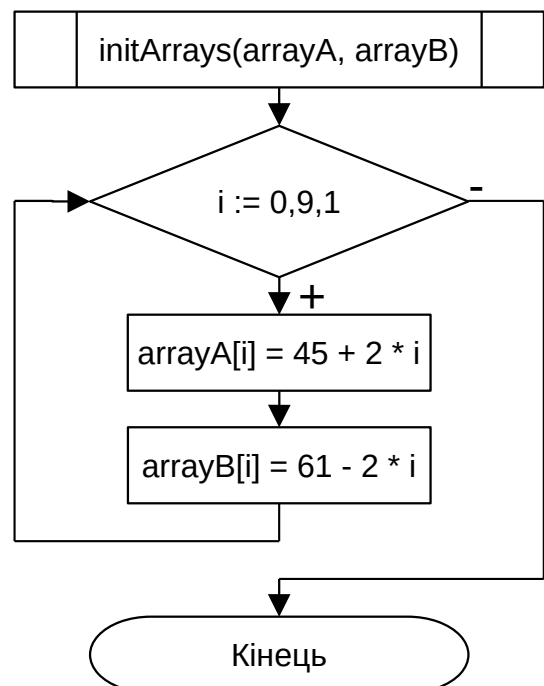 initArrays(arrayA, arrayB)
i := 0,9,1
-
+
arrayA[i] = 45 + 2 * i
arrayB[i] = 61 - 2 * i
Кінець